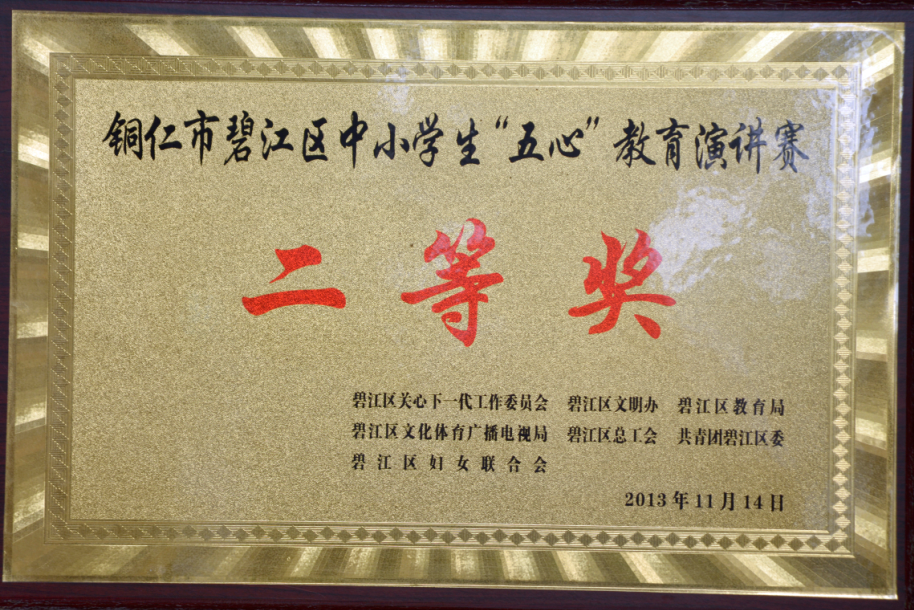 铜仁市碧江区中小学生“五心”教育演讲赛
二等奖
碧江区关心下一代工作委员会 碧江区文明办 碧江区教育局
碧江区文化体育广播电视局 碧江区总工会 共青团碧江区委
碧江区妇女联合会
2013年11月14日